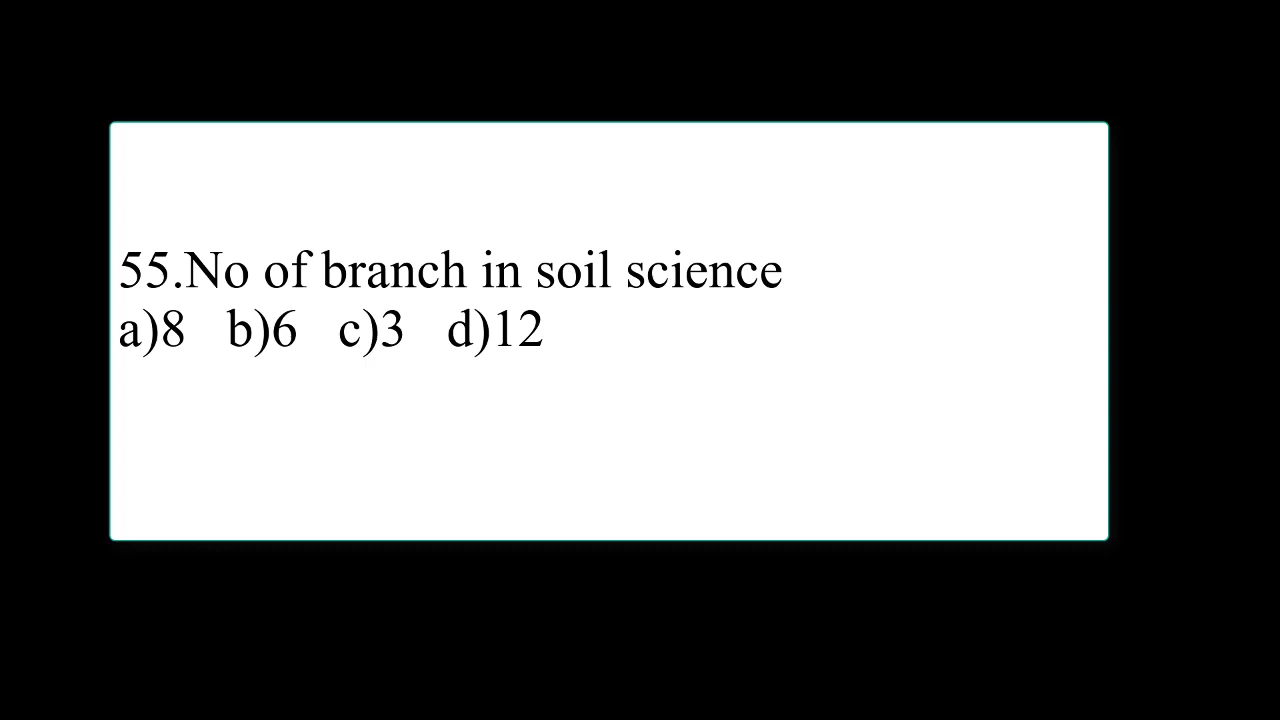 55.No of branch in soil science
a)8 b)6 c)3 d)12